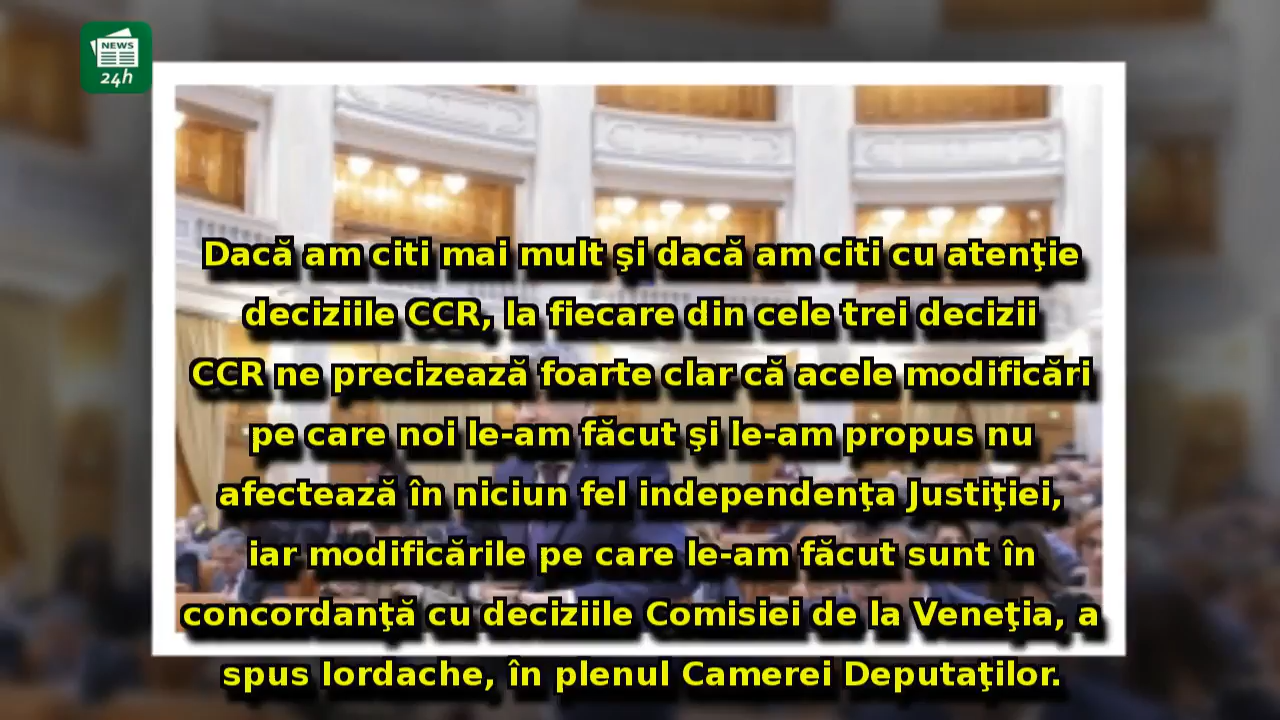 NEWS
24h
Dacă am citi mai mult şi dacă am citi cu atenţie
deciziile CCR, la fiecare din cele trei decizii
CCR ne precizează foarte clar că acele modificări
pe care noi le-am făcut şi le-am propus nu
afectează în niciun fel independenţa Justiţiei,
iar modificările pe care le-am făcut sunt în
concordanţă cu deciziile Comisiei de la Veneţia, a
spus Iordache, în plenul Camerei Deputaţilor.